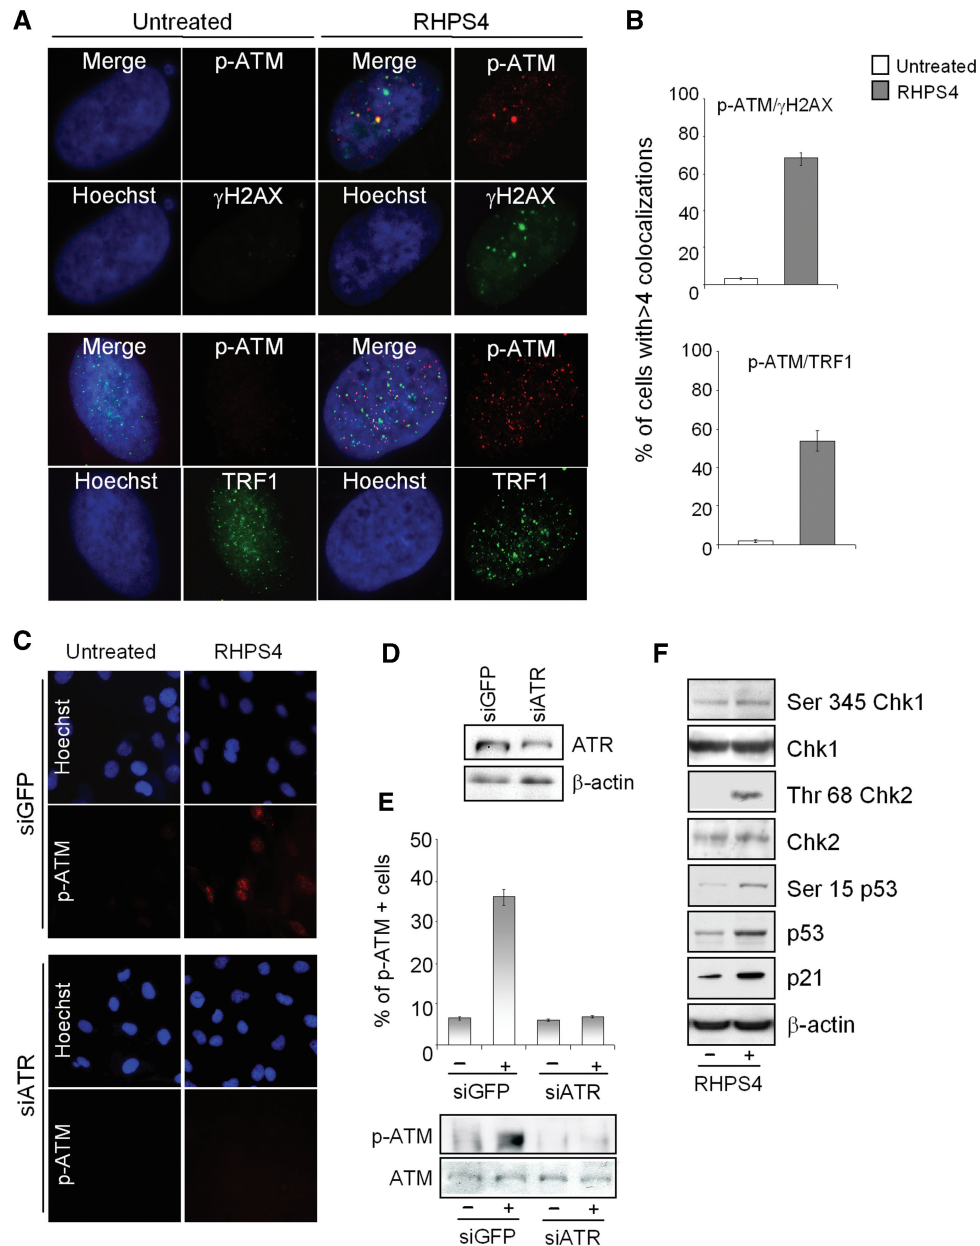 A
Untreated
RHPS4
Merge
p-ATM
Merge
p-ATM
Hoechst
γH2AX
Hoechst
γH2AX
Merge
p-ATM
Merge
p-ATM
Hoechst
TRF1
Hoechst
TRF1
B
Untreated
RHPS4
% of cells with>4 colocalizations
p-ATM/γH2AX
100
80
60
40
20
0
p-ATM/TRF1
100
80
60
40
20
0
C
Untreated
RHPS4
siGFP
Hoechst
p-ATM
siATR
Hoechst
p-ATM
D
siGFP
siATR
ATR
β-actin
E
% of p-ATM + cells
50
40
30
20
10
0
– + – +
siGFP siATR
p-ATM
ATM
– + – +
siGFP siATR
F
Ser 345 Chk1
Chk1
Thr 68 Chk2
Chk2
Ser 15 p53
p53
p21
β-actin
– +
RHPS4